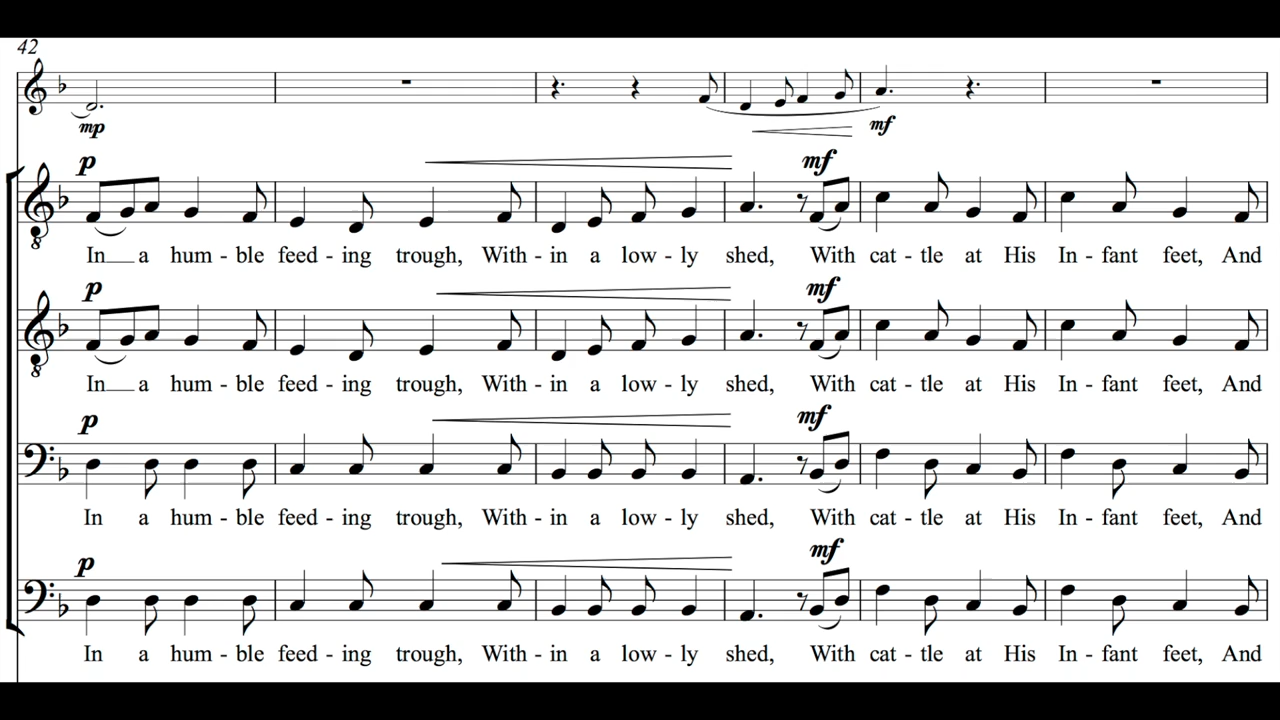 42
mp
mf
p mf
In a hum - ble feed - ing trough, With - in a low - ly shed, With cat - tle at His In - fant feet, And
p mf
In a hum - ble feed - ing trough, With - in a low - ly shed, With cat - tle at His In - fant feet, And
p mf
In a hum - ble feed - ing trough, With - in a low - ly shed, With cat - tle at His In - fant feet, And
p mf
In a hum - ble feed - ing trough, With - in a low - ly shed, With cat - tle at His In - fant feet, And